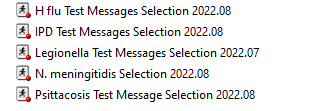 H flu Test Messages Selection 2022.08
IPD Test Messages Selection 2022.08
Legionella Test Messages Selection 2022.07
N. meningitidis Selection 2022.08
Psittacosis Test Message Selection 2022.08